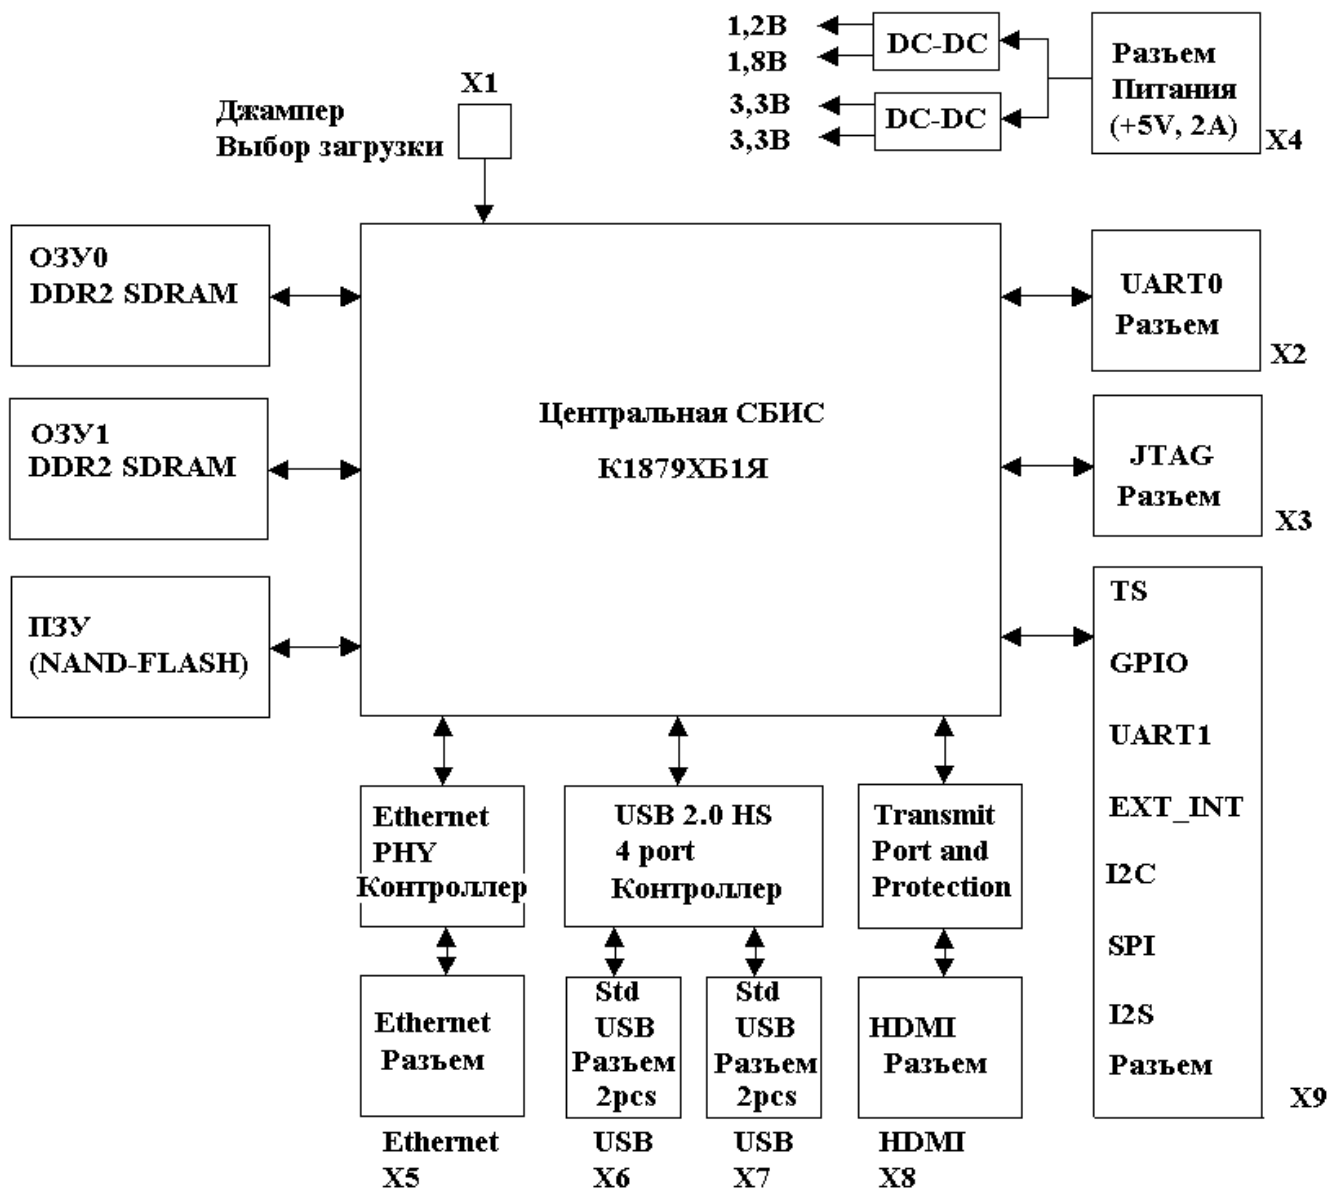 1,2В
1,8В
3,3В
3,3В
DC-DC
DC-DC
Разъем
Питания
(+5V, 2A)
X4
X1
Джампер
Выбор загрузки
ОЗУ0
DDR2 SDRAM
ОЗУ1
DDR2 SDRAM
ПЗУ
(NAND-FLASH)
Центральная СБИС
К1879ХБ1Я
UART0
Разъем
X2
JTAG
Разъем
X3
TS
GPIO
UART1
EXT_INT
I2C
SPI
I2S
Разъем
X9
Ethernet
PHY
Контроллер
USB 2.0 HS
4 port
Контроллер
Transmit
Port and
Protection
Ethernet
Разъем
Std
USB
Разъем
2pcs
Std
USB
Разъем
2pcs
HDMI
Разъем
Ethernet
X5
USB
X6
USB
X7
HDMI
X8